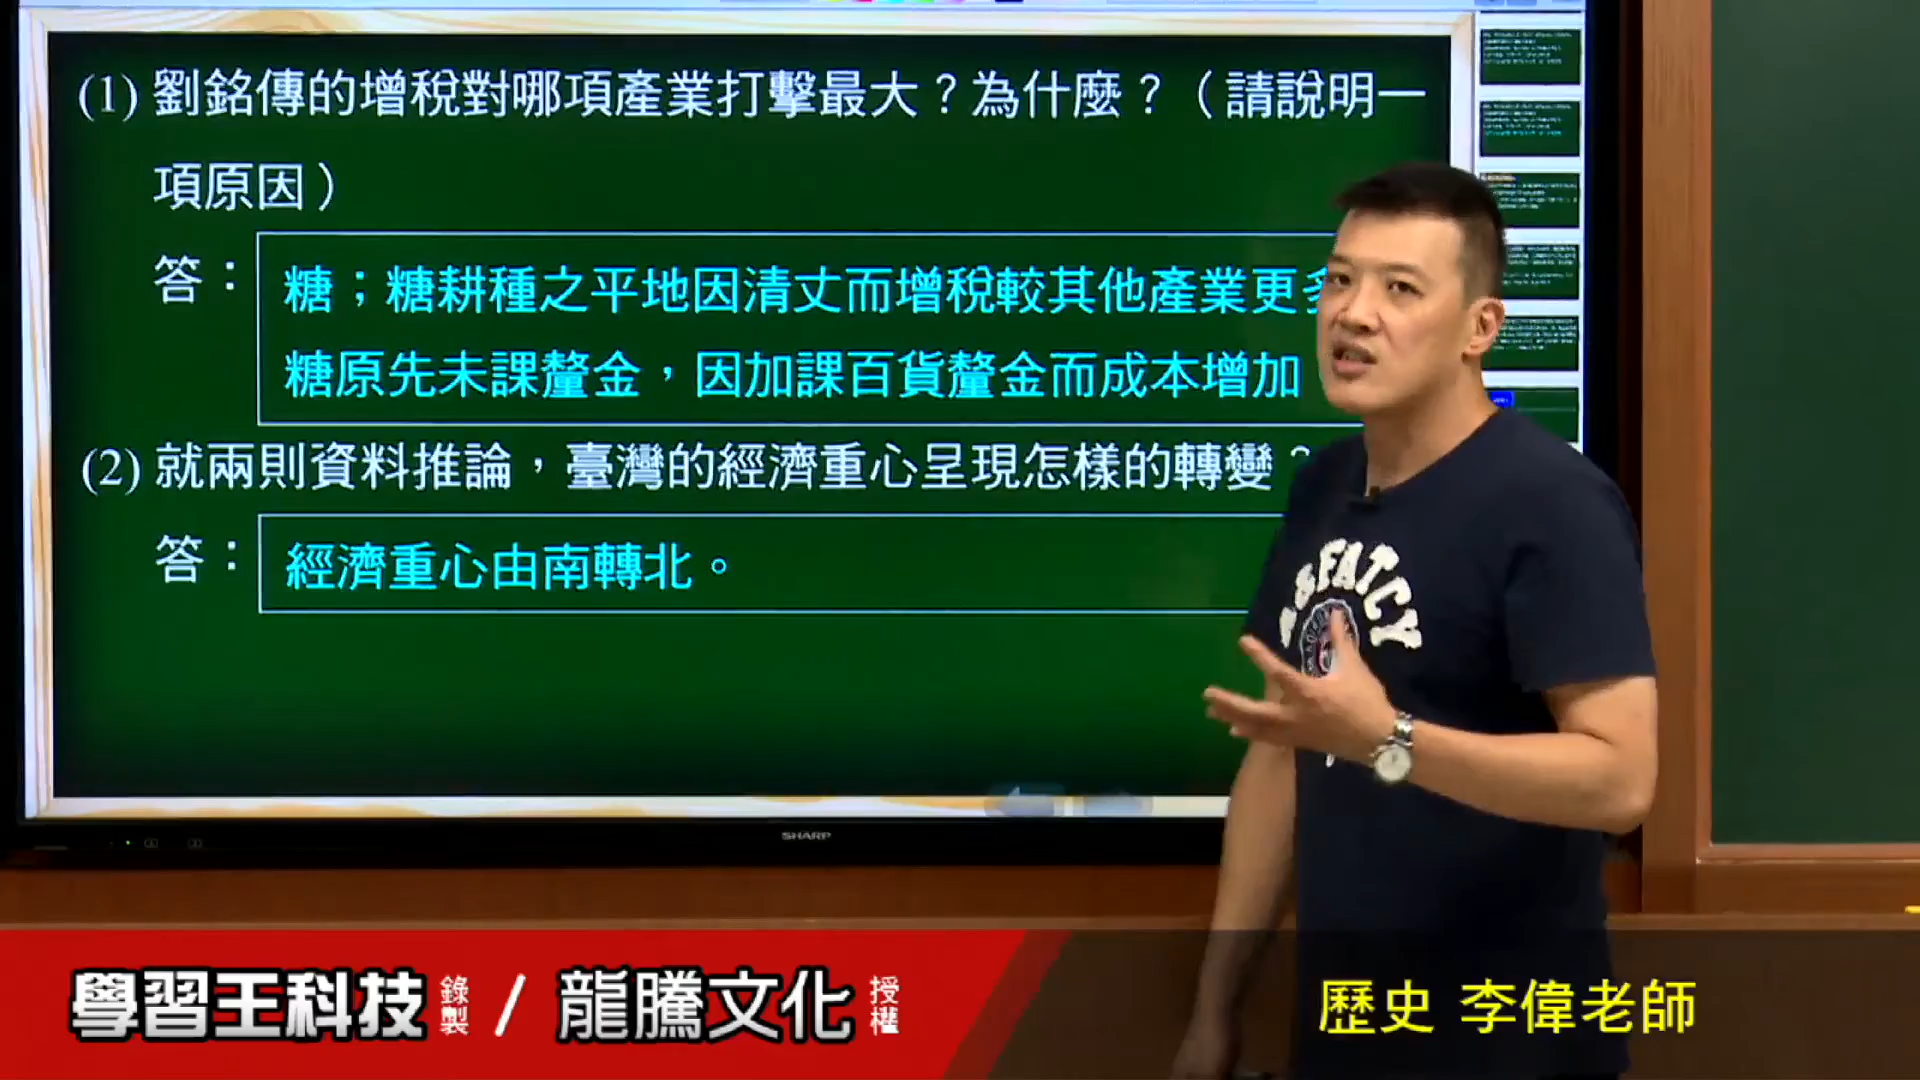 (1) 劉銘傳的增稅對哪項產業打擊最大？為什麼？（請說明一
項原因）
答：
糖；糖耕種之平地因清丈而增稅較其他產業更多
糖原先未課釐金，因加課百貨釐金而成本增加
(2) 就兩則資料推論，臺灣的經濟重心呈現怎樣的轉變？
答：
經濟重心由南轉北。
SHARP
FATCY
學習王科技 錄製 / 龍騰文化 授權
歷史 李偉老師